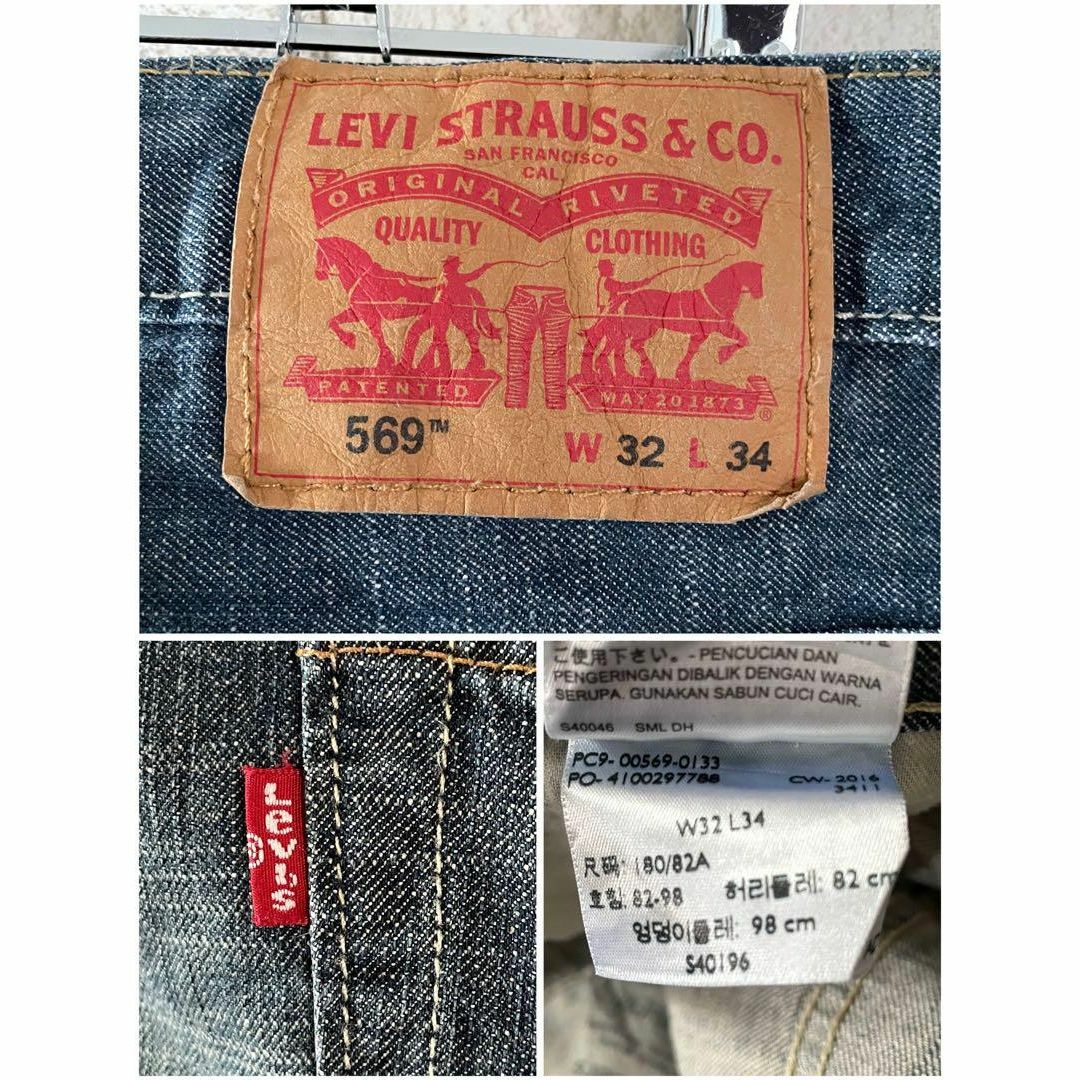 LEVI STRAUSS & CO.
SAN FRANCISCO
CAL.
ORIGINAL RIVETED
QUALITY CLOTHING
PATENTED MAY 20 1873 ®
569™ W 32 L 34
LEVI'S ®
ご使用下さい。- PENCUCIAN DAN
PENGERINGAN DIBALIK DENGAN WARNA
SERUPA. GUNAKAN SABUN CUCI CAIR.
S40046 SML DH
PC9- 00569-0133
PO- 4100297788 CW- 2016
3411
W32 L34
尺码: 180/82A
호칭: 82-98 허리둘레: 82 cm
엉덩이둘레: 98 cm
S40196